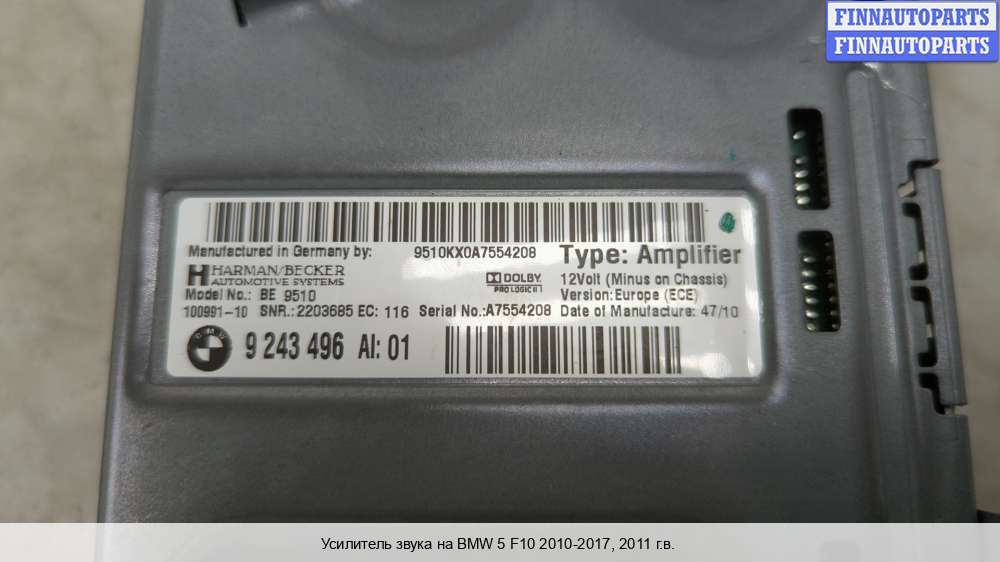 FINNAUTOPARTS
FINNAUTOPARTS
Manufactured in Germany by: 9510KX0A7554208 Type: Amplifier
HARMAN/BECKER
AUTOMOTIVE SYSTEMS
DOLBY
PRO LOGIC II
12Volt (Minus on Chassis)
Model No.: BE 9510 Version: Europe (ECE)
100991-10 SNR.: 2203685 EC: 116 Serial No.: A7554208 Date of Manufacture: 47/10
BMW
9 243 496 AI: 01
Усилитель звука на BMW 5 F10 2010-2017, 2011 г.в.